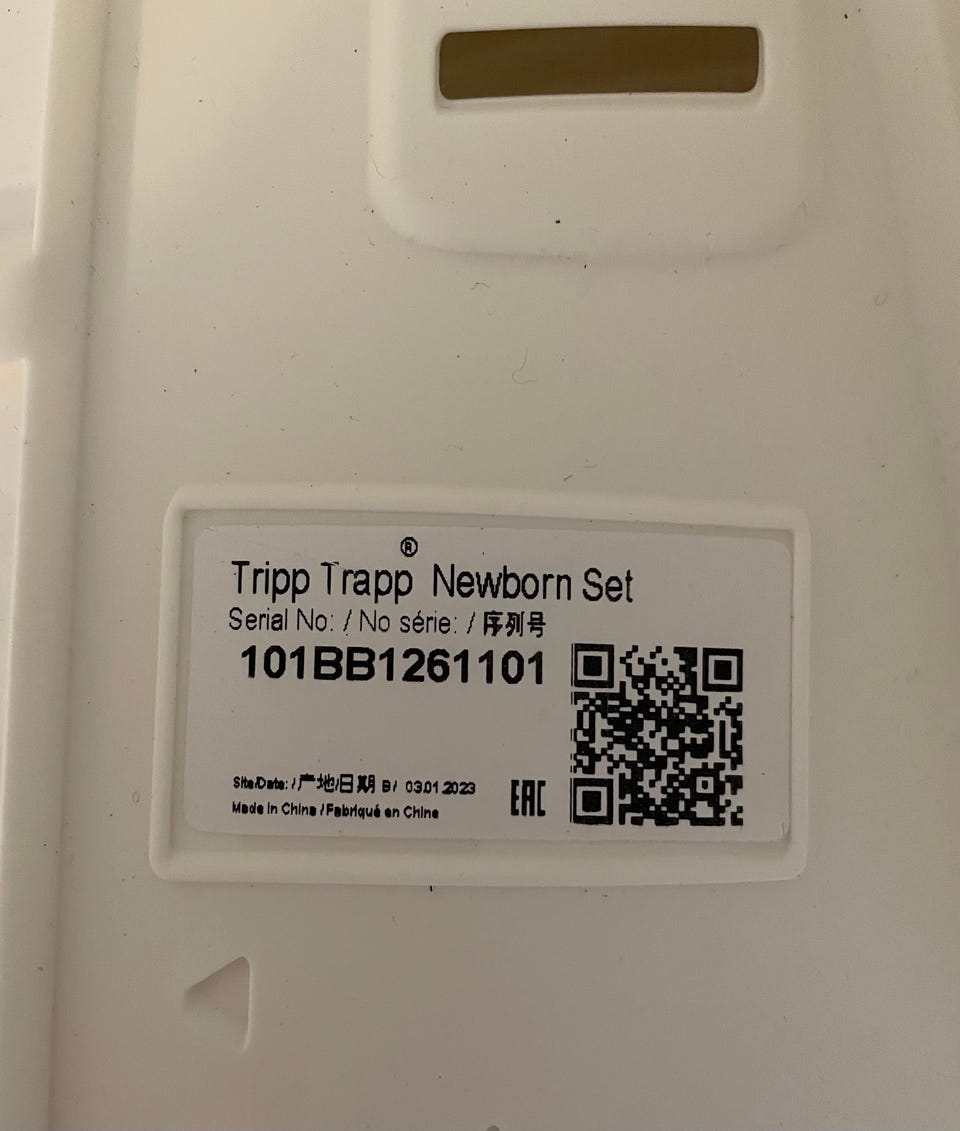 Tripp Trapp® Newborn Set
Serial No: / No série: / 序列号
101BB1261101
Site/Date: / 产地/日期 B/ 03.01.2023
Made in China / Fabriqué en Chine
EAC